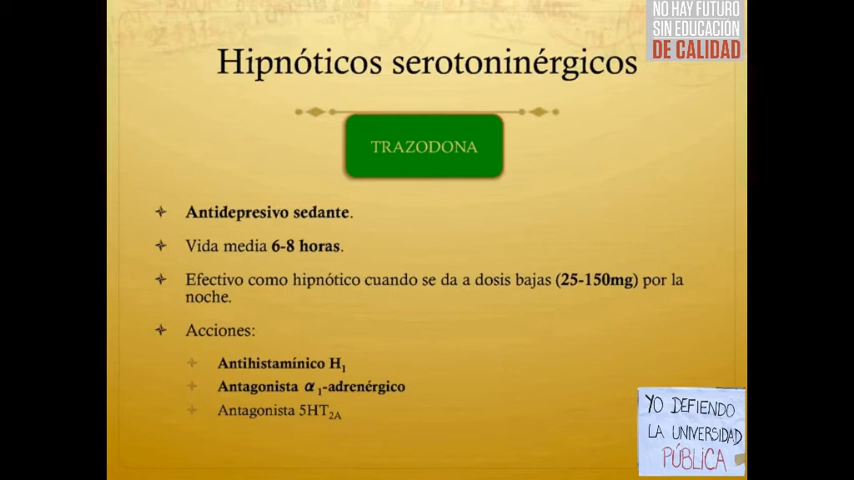 NO HAY FUTURO
SIN EDUCACIÓN
DE CALIDAD
Hipnóticos serotoninérgicos
TRAZODONA
Antidepresivo sedante.
Vida media 6-8 horas.
Efectivo como hipnótico cuando se da a dosis bajas (25-150mg) por la
noche.
Acciones:
Antihistamínico H1
Antagonista α1-adrenérgico
Antagonista 5HT2A
YO DEFIENDO
LA UNIVERSIDAD
PÚBLICA